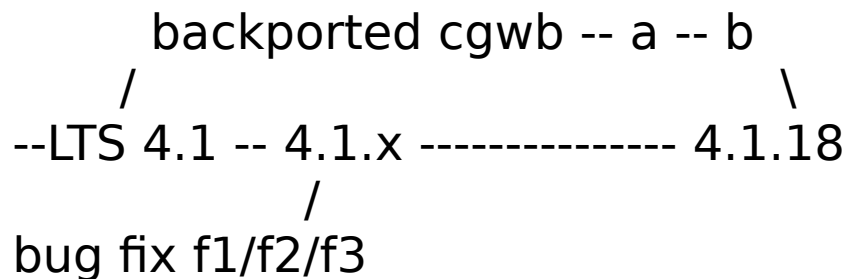 backported cgwb -- a -- b
/ \
--LTS 4.1 -- 4.1.x --------------- 4.1.18
/
bug fix f1/f2/f3